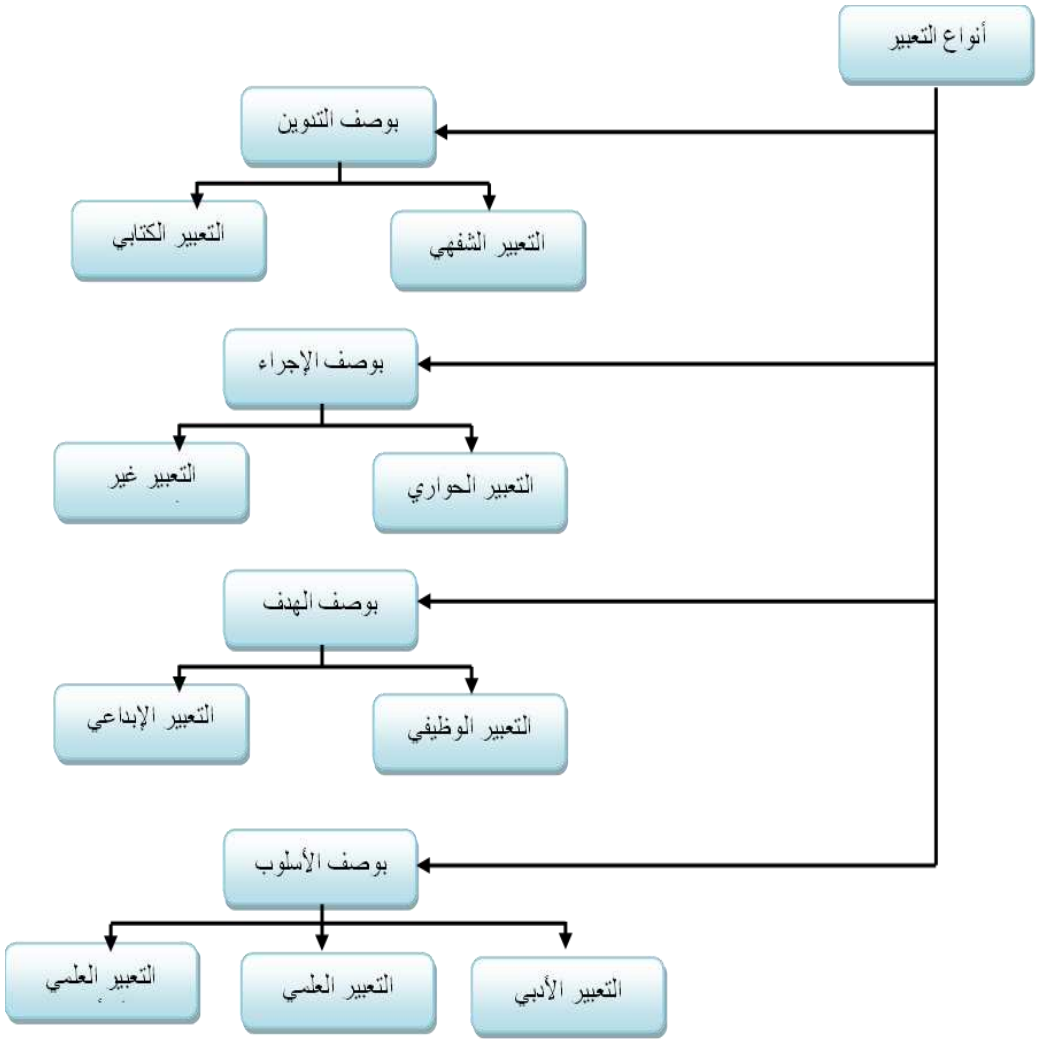 أنواع التعبير
بوصف التدوين
التعبير الشفهي
التعبير الكتابي
بوصف الإجراء
التعبير الحواري
التعبير غير
بوصف الهدف
التعبير الوظيفي
التعبير الإبداعي
بوصف الأسلوب
التعبير الأدبي
التعبير العلمي
التعبير العلمي